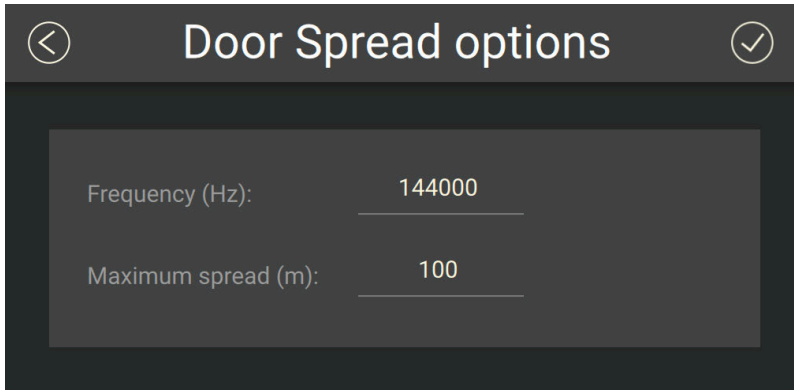 Door Spread options
Frequency (Hz): 144000
Maximum spread (m): 100